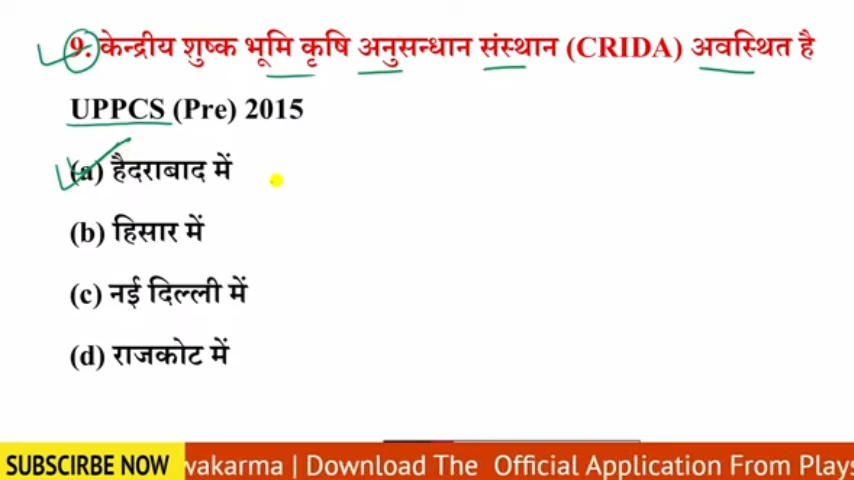 9. केन्द्रीय शुष्क भूमि कृषि अनुसन्धान संस्थान (CRIDA) अवस्थित है
UPPCS (Pre) 2015
(a) हैदराबाद में
(b) हिसार में
(c) नई दिल्ली में
(d) राजकोट में
SUBSCIRBE NOW wakarma | Download The Official Application From Plays